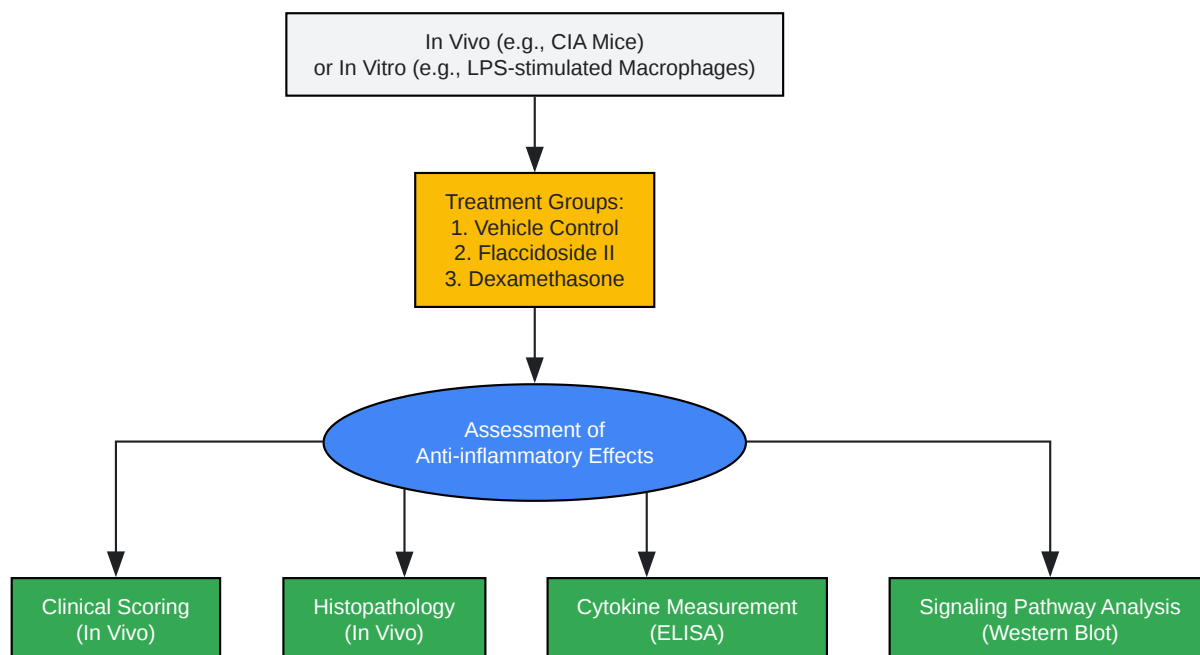 In Vivo (e.g., CIA Mice)
or In Vitro (e.g., LPS-stimulated Macrophages)
Treatment Groups:
1. Vehicle Control
2. Flaccidoside II
3. Dexamethasone
Assessment of
Anti-inflammatory Effects
Clinical Scoring
(In Vivo)
Histopathology
(In Vivo)
Cytokine Measurement
(ELISA)
Signaling Pathway Analysis
(Western Blot)